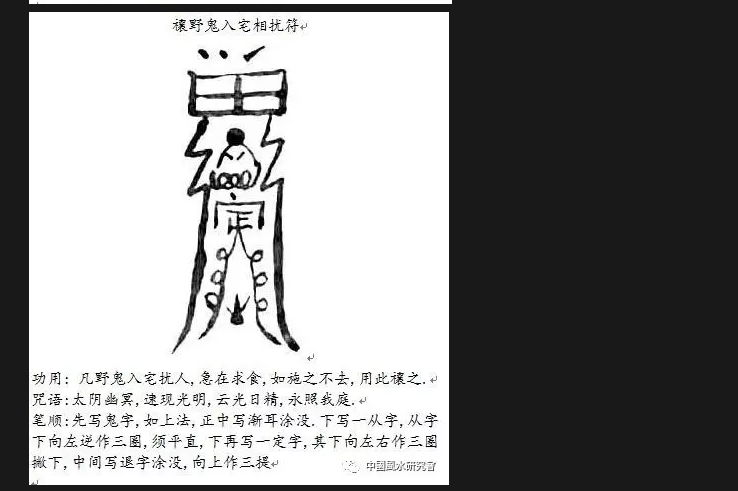 禳野鬼入宅相扰符
定
功用：凡野鬼入宅扰人,急在求食,如施之不去,用此禳之.
咒语:太阴幽冥,速现光明,云光日精,永照我庭.
笔顺:先写鬼字,如上法,正中写渐耳涂没.下写一从字,从字
下向左逆作三圈,须平直,下再写一定字,其下向左右作三圈
撇下,中间写退字涂没,向上作三提
中國風水研究會